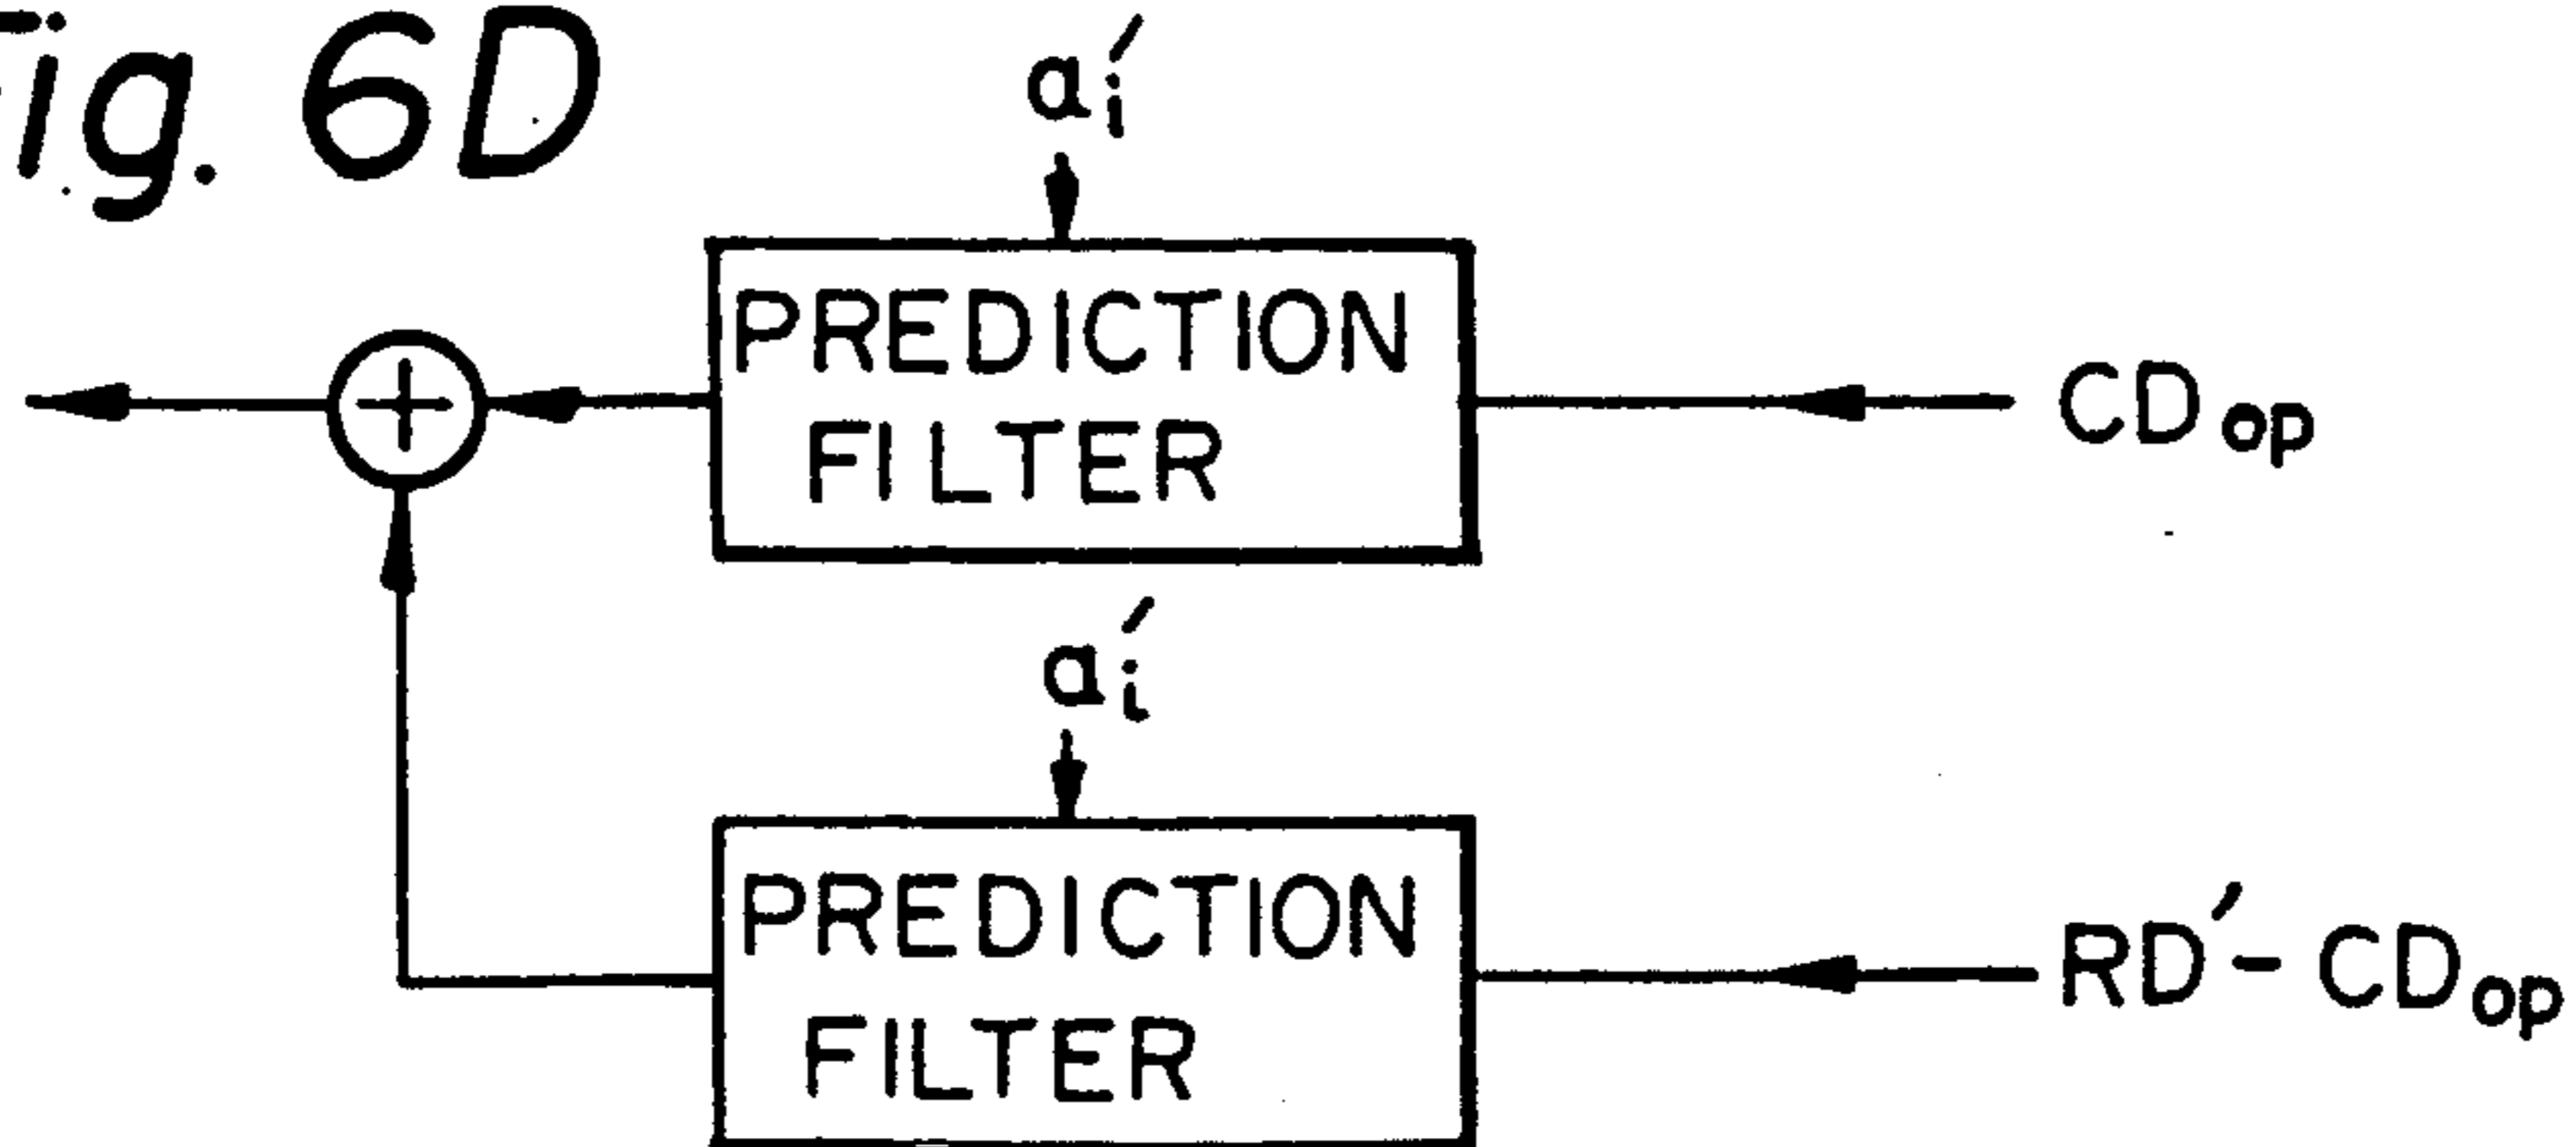 Fig. 6D
a'i
PREDICTION
FILTER
CDop
a'i
PREDICTION
FILTER
RD'- CDop